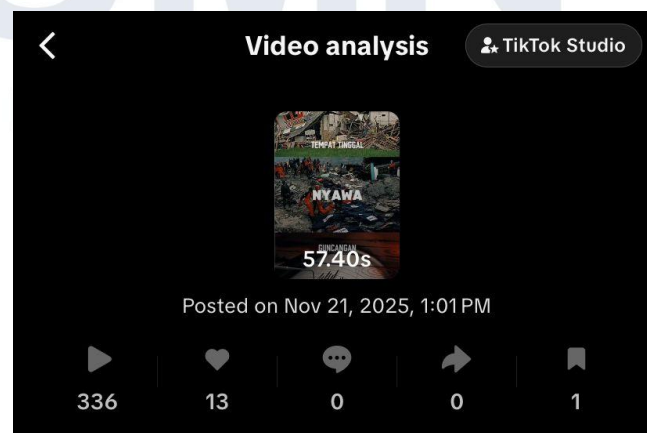 Video analysis
TikTok Studio
TEMPAT TINGGAL
NYAWA
GUNCANGAN
57.40s
Posted on Nov 21, 2025, 1:01 PM
336
13
0
0
1